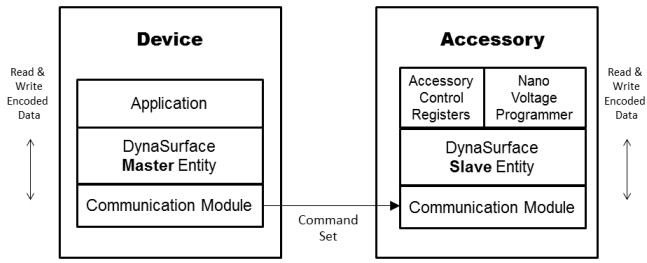 Device
Accessory
Read &
Write
Encoded
Data
Application
DynaSurface
Master Entity
Communication Module
Command
Set
Accessory
Control
Registers
Nano
Voltage
Programmer
DynaSurface
Slave Entity
Communication Module
Read &
Write
Encoded
Data